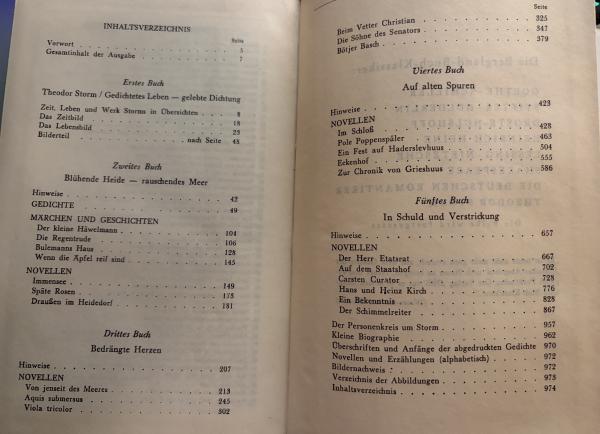 INHALTSVERZEICHNIS
Seite
Vorwort . . . . . . . . . . . . . . . 5
Gesamtinhalt der Ausgabe . . . . . . . . . . 7
Erstes Buch
Theodor Storm / Gedichtetes Leben — gelebte Dichtung
Zeit, Leben und Werk Storms in Übersichten . . . 8
Das Zeitbild . . . . . . . . . . . . . 18
Das Lebensbild . . . . . . . . . . . . 23
Bilderteil . . . . . . . . . . nach Seite 48
Zweites Buch
Blühende Heide — rauschendes Meer
Hinweise . . . . . . . . . . . . . . 42
GEDICHTE . . . . . . . . . . . . . . 49
MÄRCHEN UND GESCHICHTEN
Der kleine Häwelmann . . . . . . . . . . 104
Die Regentrude . . . . . . . . . . . . 106
Bulemanns Haus . . . . . . . . . . . . 128
Wenn die Äpfel reif sind . . . . . . . . . 145
NOVELLEN
Immensee . . . . . . . . . . . . . . 149
Späte Rosen . . . . . . . . . . . . . 173
Draußen im Heidedorf . . . . . . . . . . 181
Drittes Buch
Bedrängte Herzen
Hinweise . . . . . . . . . . . . . . 207
NOVELLEN
Von jenseit des Meeres . . . . . . . . . . 213
Aquis submersus . . . . . . . . . . . . 245
Viola tricolor . . . . . . . . . . . . . 302
Seite
Beim Vetter Christian . . . . . . . . . . 325
Die Söhne des Senators . . . . . . . . . . 347
Bötjer Basch . . . . . . . . . . . . . 379
Viertes Buch
Auf alten Spuren
Hinweise . . . . . . . . . . . . . . 423
NOVELLEN
Im Schloß . . . . . . . . . . . . . . 428
Pole Poppenspäler . . . . . . . . . . . 463
Ein Fest auf Haderslevhuus . . . . . . . . 504
Eekenhof . . . . . . . . . . . . . . 555
Zur Chronik von Grieshuus . . . . . . . . 586
Fünftes Buch
In Schuld und Verstrickung
Hinweise . . . . . . . . . . . . . . 657
NOVELLEN
Der Herr Etatsrat . . . . . . . . . . . 667
Auf dem Staatshof . . . . . . . . . . . 702
Carsten Curator . . . . . . . . . . . . 728
Hans und Heinz Kirch . . . . . . . . . . 776
Ein Bekenntnis . . . . . . . . . . . . 828
Der Schimmelreiter . . . . . . . . . . . 867
Der Personenkreis um Storm . . . . . . . . 957
Kleine Biographie . . . . . . . . . . . 962
Überschriften und Anfänge der abgedruckten Gedichte 970
Novellen und Erzählungen (alphabetisch) . . . . 972
Bildernachweis . . . . . . . . . . . . 972
Verzeichnis der Abbildungen . . . . . . . . 973
Inhaltsverzeichnis . . . . . . . . . . . 974